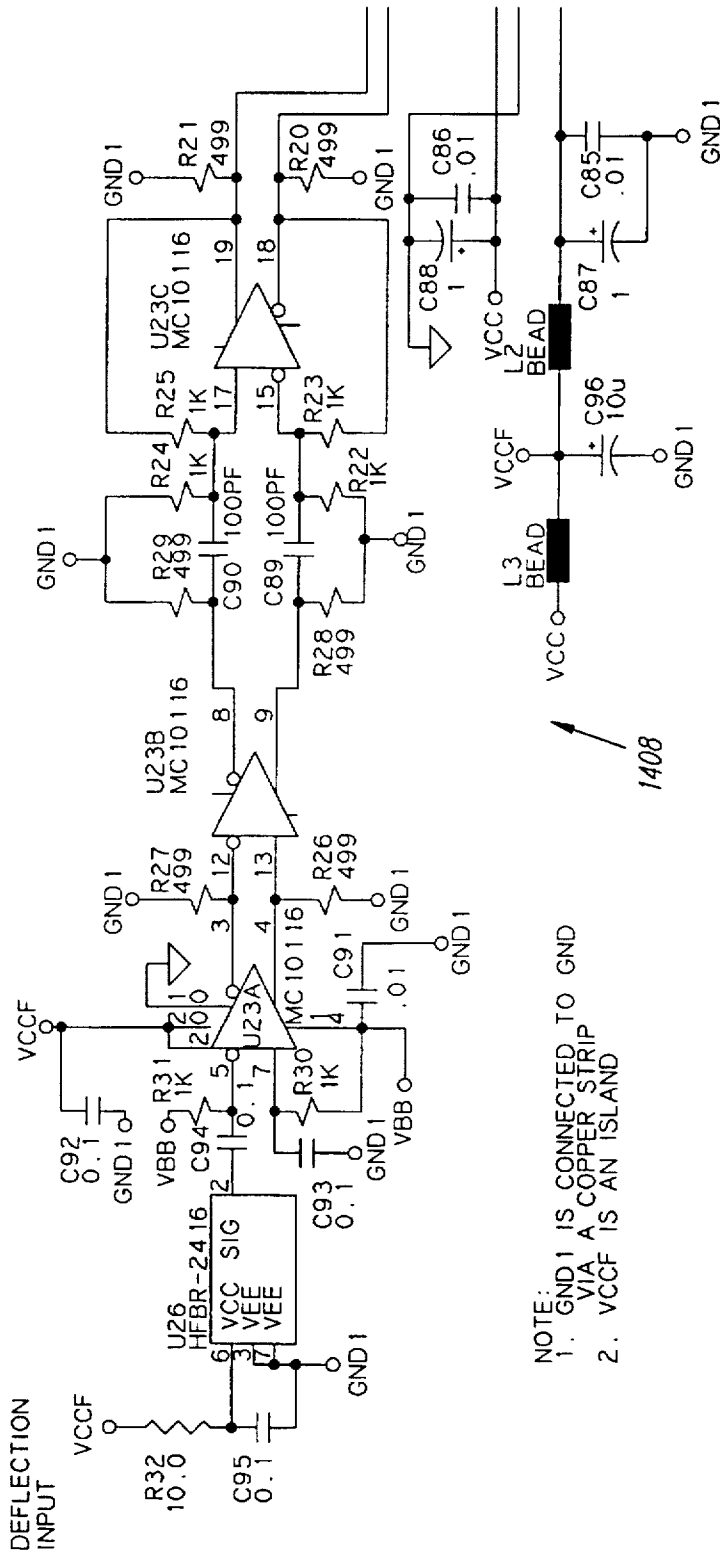 DEFLECTION
INPUT
VCCF
R32
10.0
C95
0.1
U26
HFBR-2416
6
VCC
SIG
2
3
VEE
7
VEE
GND1
C92
0.1
GND1
VCCF
VBB
R31
1K
C94
0.1
C93
0.1
GND1
R30
1K
VBB
5
7
20
2
10
U23A
MC10116
14
C91
.01
GND1
3
4
GND1
R27
499
R26
499
GND1
12
13
U23B
MC10116
8
9
GND1
R29
499
R24
1K
R25
1K
C90
100PF
C89
100PF
R28
499
R22
1K
R23
1K
GND1
U23C
MC10116
17
15
19
18
GND1
R21
499
R20
499
GND1
C88
1
+
C86
.01
VCC
VCC
L3
BEAD
VCCF
C96
10u
+
GND1
L2
BEAD
C87
1
+
C85
.01
GND1
1408
NOTE:
1. GND1 IS CONNECTED TO GND
VIA A COPPER STRIP
2. VCCF IS AN ISLAND